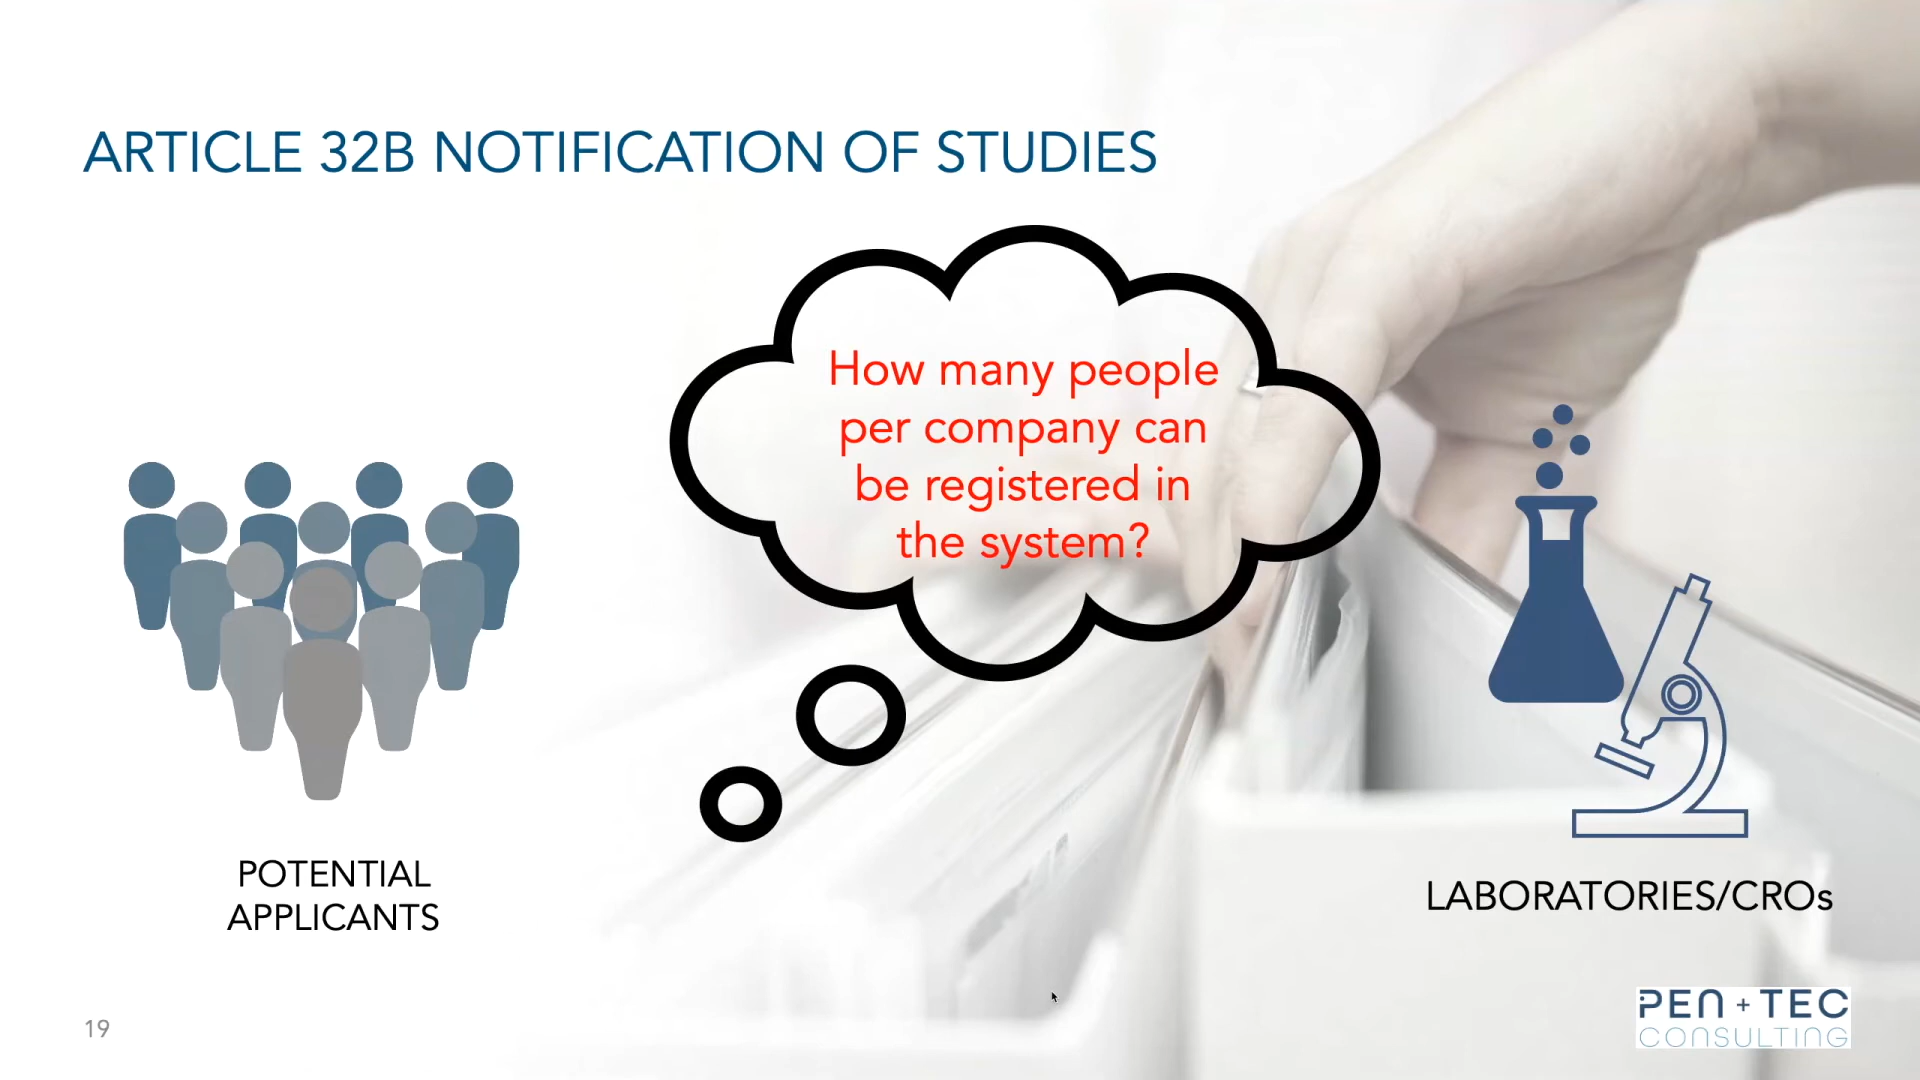 ARTICLE 32B NOTIFICATION OF STUDIES
How many people
per company can
be registered in
the system?
POTENTIAL
APPLICANTS
LABORATORIES/CROs
19
PEN + TEC
CONSULTING